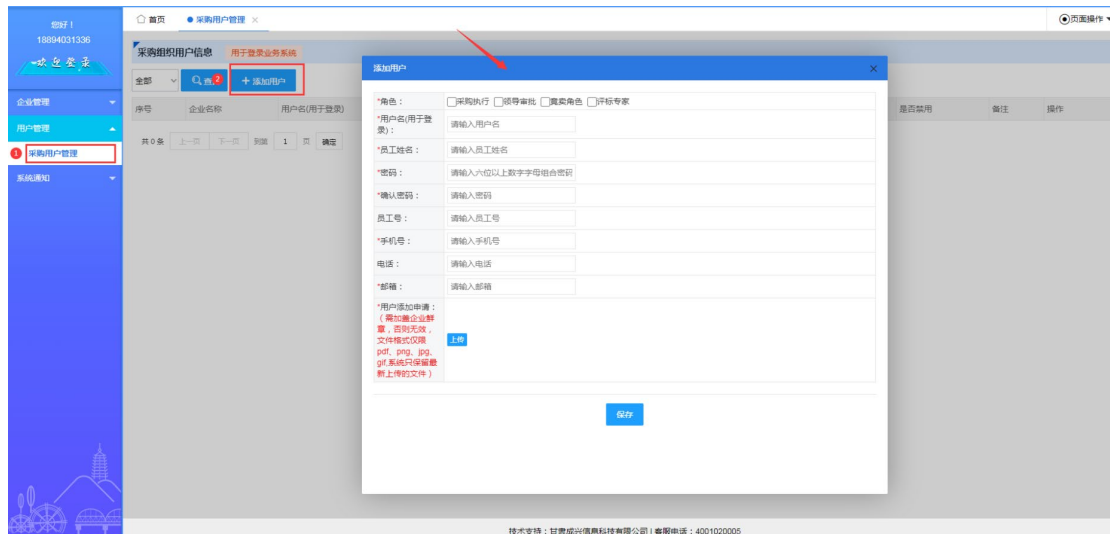 您好！
18894031336
欢迎登录
企业管理
用户管理
1 采购用户管理
系统通知
首页
采购用户管理 ×
页面操作
采购组织用户信息 用于登录业务系统
全部
2
+ 添加用户
序号 企业名称 用户名(用于登录) 是否禁用 备注 操作
共 0 条 上一页 下一页 到第 1 页 确定
添加用户 ×
*角色： 采购执行 领导审批 竞卖角色 评标专家
*用户名(用于登
录)： 请输入用户名
*员工姓名： 请输入员工姓名
*密码： 请输入六位以上数字字母组合密码
*确认密码： 请输入密码
员工号： 请输入员工号
*手机号： 请输入手机号
电话： 请输入电话
*邮箱： 请输入邮箱
*用户添加申请：
（需加盖企业鲜
章，否则无效，
文件格式仅限
pdf、png、jpg、
gif,系统只保留最
新上传的文件）
上传
保存
技术支持：甘肃成兴信息科技有限公司 | 客服电话：4001020005